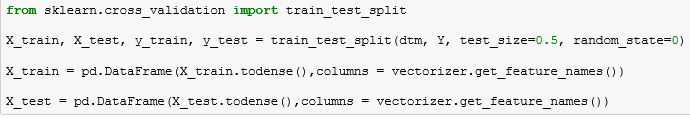 from sklearn.cross_validation import train_test_split
X_train, X_test, y_train, y_test = train_test_split(dtm, Y, test_size=0.5, random_state=0)
X_train = pd.DataFrame(X_train.todense(),columns = vectorizer.get_feature_names())
X_test = pd.DataFrame(X_test.todense(),columns = vectorizer.get_feature_names())